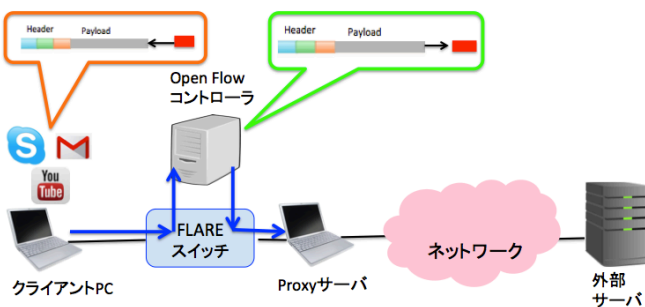 Header Payload
Header Payload
Open Flow
コントローラ
S
M
You
Tube
FLARE
スイッチ
ネットワーク
クライアントPC
Proxyサーバ
外部
サーバ